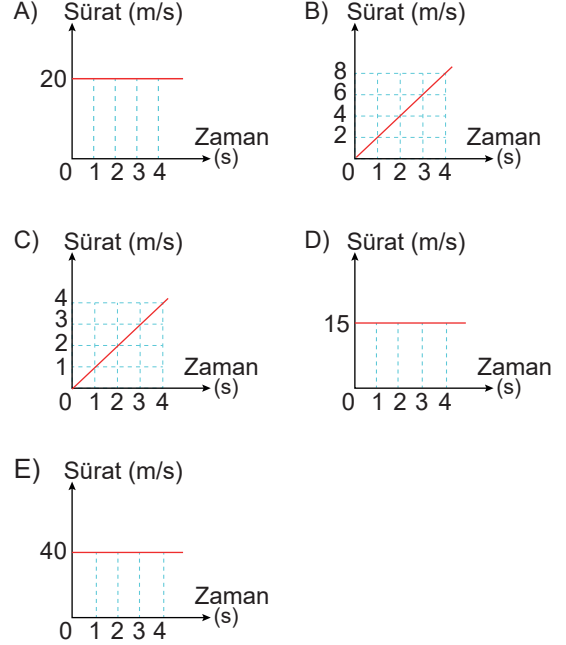 A) Sürat (m/s)
20
Zaman
(s)
0 1 2 3 4
B) Sürat (m/s)
8
6
4
2
Zaman
(s)
0 1 2 3 4
C) Sürat (m/s)
4
3
2
1
Zaman
(s)
0 1 2 3 4
D) Sürat (m/s)
15
Zaman
(s)
0 1 2 3 4
E) Sürat (m/s)
40
Zaman
(s)
0 1 2 3 4